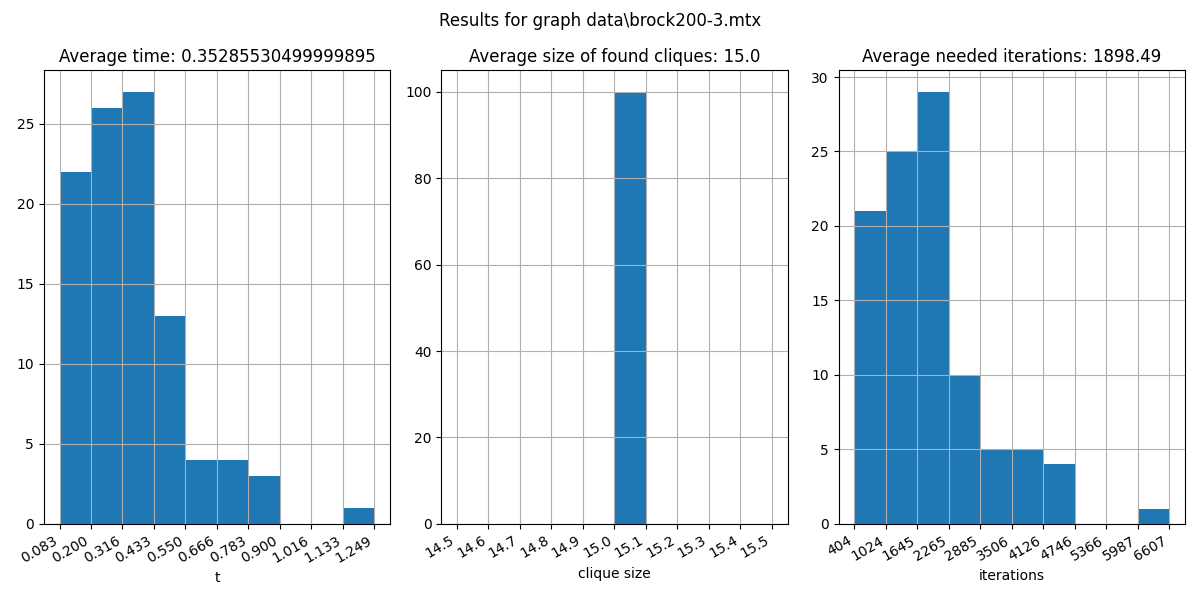 Results for graph data\brock200-3.mtx
Average time: 0.35285530499999895
25
20
15
10
5
0
0.083 0.200 0.316 0.433 0.550 0.666 0.783 0.900 1.016 1.133 1.249
t
Average size of found cliques: 15.0
100
80
60
40
20
0
14.5 14.6 14.7 14.8 14.9 15.0 15.1 15.2 15.3 15.4 15.5
clique size
Average needed iterations: 1898.49
30
25
20
15
10
5
0
404 1024 1645 2265 2885 3506 4126 4746 5366 5987 6607
iterations